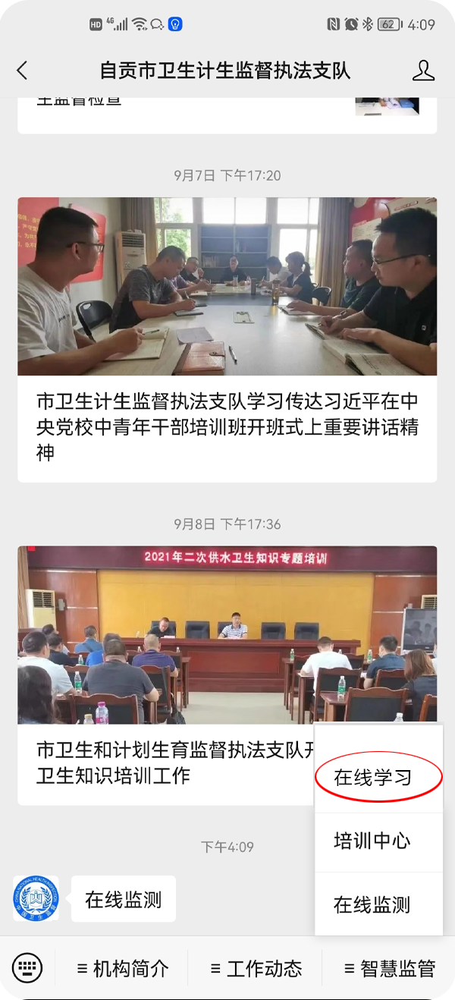 HD 4G 62 4:09
自贡市卫生计生监督执法支队
生监督检查
9月7日 下午17:20
市卫生计生监督执法支队学习传达习近平在中
央党校中青年干部培训班开班式上重要讲话精
神
9月8日 下午17:36
2021年二次供水卫生知识专题培训
市卫生和计划生育监督执法支队开
卫生知识培训工作
在线学习
培训中心
在线监测
下午4:09
在线监测
机构简介
工作动态
智慧监管